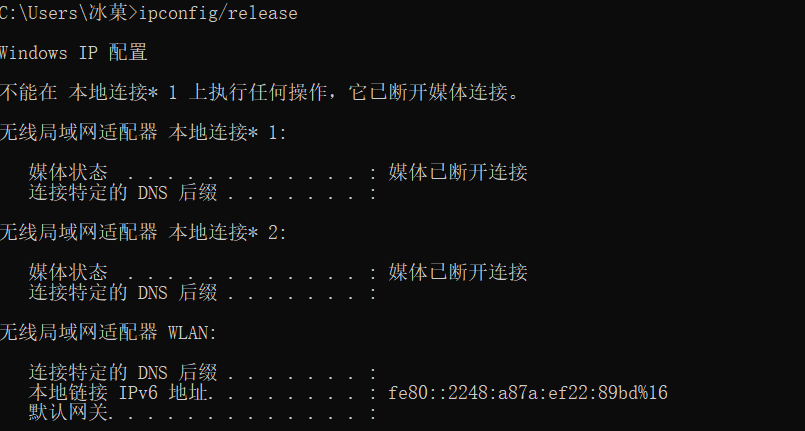 C:\Users\冰菓>ipconfig/release
Windows IP 配置
不能在 本地连接* 1 上执行任何操作，它已断开媒体连接。
无线局域网适配器 本地连接* 1:
媒体状态  . . . . . . . . . . . . : 媒体已断开连接
连接特定的 DNS 后缀 . . . . . . . :
无线局域网适配器 本地连接* 2:
媒体状态  . . . . . . . . . . . . : 媒体已断开连接
连接特定的 DNS 后缀 . . . . . . . :
无线局域网适配器 WLAN:
连接特定的 DNS 后缀 . . . . . . . :
本地链接 IPv6 地址. . . . . . . . : fe80::2248:a87a:ef22:89bd%16
默认网关. . . . . . . . . . . . . :